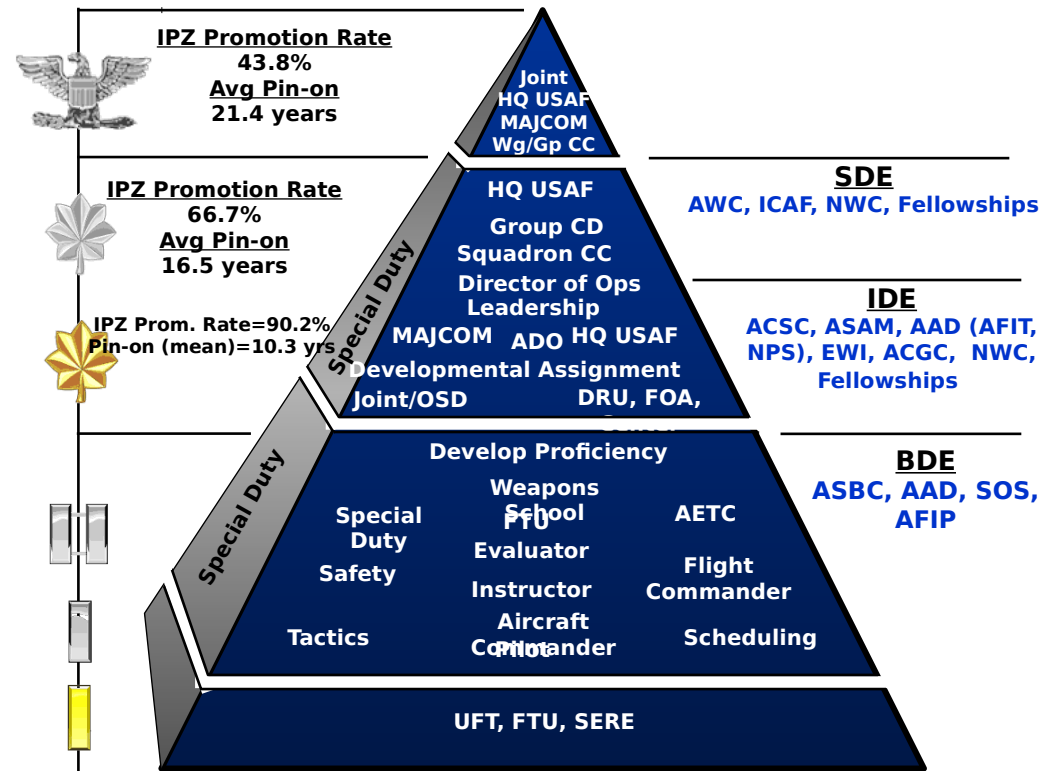 IPZ Promotion Rate
43.8%
Avg Pin-on
21.4 years
Joint
HQ USAF
MAJCOM
Wg/Gp CC
IPZ Promotion Rate
66.7%
Avg Pin-on
16.5 years
IPZ Prom. Rate=90.2%
Pin-on (mean)=10.3 yrs
Special Duty
HQ USAF
Group CD
Squadron CC
Director of Ops
Leadership
MAJCOM ADO HQ USAF
Developmental Assignment
Joint/OSD DRU, FOA,
Center
SDE
AWC, ICAF, NWC, Fellowships
IDE
ACSC, ASAM, AAD (AFIT,
NPS), EWI, ACGC, NWC,
Fellowships
BDE
ASBC, AAD, SOS,
AFIP
Special Duty
Develop Proficiency
Weapons
School
FTU
Special
Duty
AETC
Evaluator
Safety
Flight
Commander
Instructor
Aircraft
Commander
Pilot
Tactics
Scheduling
UFT, FTU, SERE